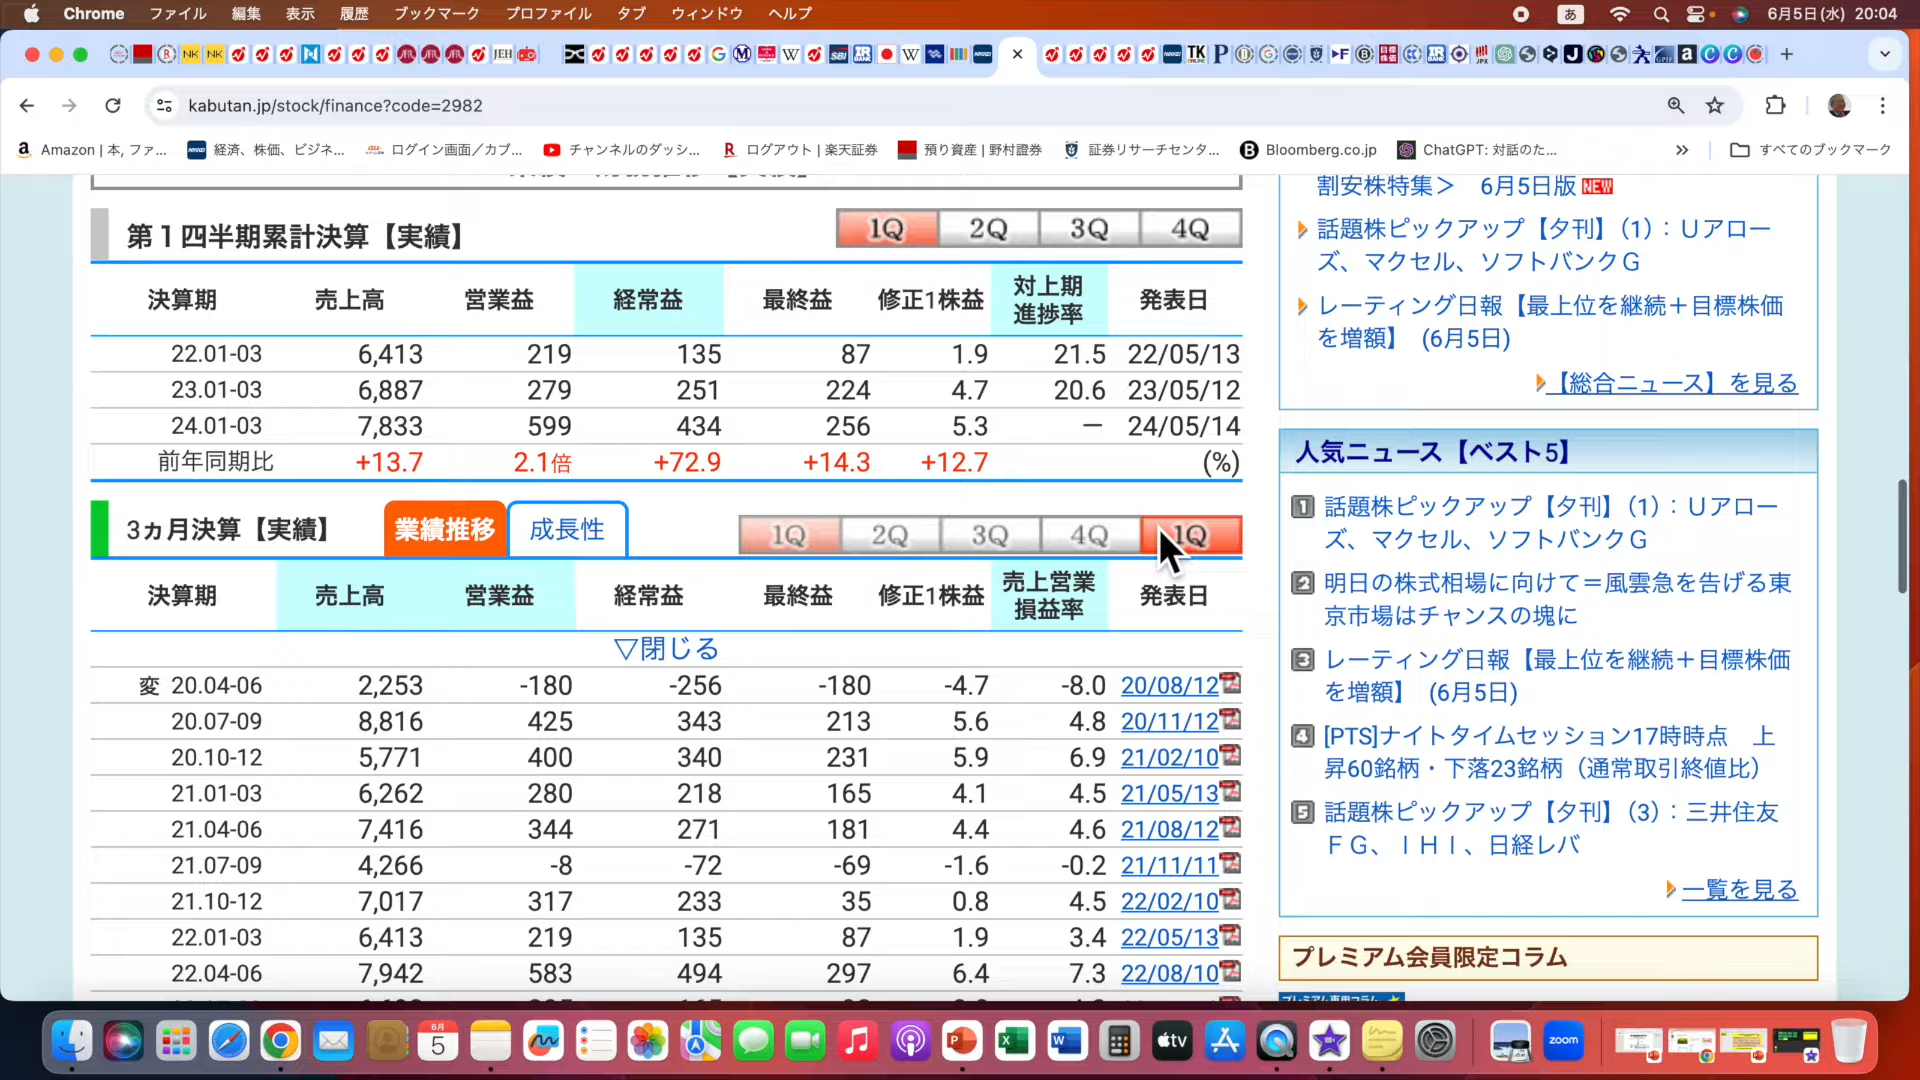 Chrome ファイル 編集 表示 履歴 ブックマーク プロファイル タブ ウィンドウ ヘルプ
あ 6月5日(水) 20:04
kabutan.jp/stock/finance?code=2982
Amazon | 本, ファ... 経済、株価、ビジネ... ログイン画面／カブ... チャンネルのダッシ... ログアウト | 楽天証券 預り資産 | 野村證券 証券リサーチセンタ... Bloomberg.co.jp ChatGPT: 対話のた... » すべてのブックマーク
第１四半期累計決算【実績】 1Q 2Q 3Q 4Q
決算期 売上高 営業益 経常益 最終益 修正1株益 対上期進捗率 発表日
22.01-03 6,413 219 135 87 1.9 21.5 22/05/13
23.01-03 6,887 279 251 224 4.7 20.6 23/05/12
24.01-03 7,833 599 434 256 5.3 － 24/05/14
前年同期比 +13.7 2.1倍 +72.9 +14.3 +12.7 (%)
3ヵ月決算【実績】 業績推移 成長性 1Q 2Q 3Q 4Q 1Q
決算期 売上高 営業益 経常益 最終益 修正1株益 売上営業損益率 発表日
▽閉じる
変 20.04-06 2,253 -180 -256 -180 -4.7 -8.0 20/08/12
20.07-09 8,816 425 343 213 5.6 4.8 20/11/12
20.10-12 5,771 400 340 231 5.9 6.9 21/02/10
21.01-03 6,262 280 218 165 4.1 4.5 21/05/13
21.04-06 7,416 344 271 181 4.4 4.6 21/08/12
21.07-09 4,266 -8 -72 -69 -1.6 -0.2 21/11/11
21.10-12 7,017 317 233 35 0.8 4.5 22/02/10
22.01-03 6,413 219 135 87 1.9 3.4 22/05/13
22.04-06 7,942 583 494 297 6.4 7.3 22/08/10
割安株特集＞ 6月5日版 NEW
話題株ピックアップ【夕刊】（1）：Ｕアロー
ズ、マクセル、ソフトバンクＧ
レーティング日報【最上位を継続＋目標株価
を増額】 (6月5日)
【総合ニュース】を見る
人気ニュース【ベスト5】
1 話題株ピックアップ【夕刊】（1）：Ｕアロー
ズ、マクセル、ソフトバンクＧ
2 明日の株式相場に向けて＝風雲急を告げる東
京市場はチャンスの塊に
3 レーティング日報【最上位を継続＋目標株価
を増額】 (6月5日)
4 [PTS]ナイトタイムセッション17時時点 上
昇60銘柄・下落23銘柄（通常取引終値比）
5 話題株ピックアップ【夕刊】（3）：三井住友
ＦＧ、ＩＨＩ、日経レバ
一覧を見る
プレミアム会員限定コラム
6月
5
tv
zoom